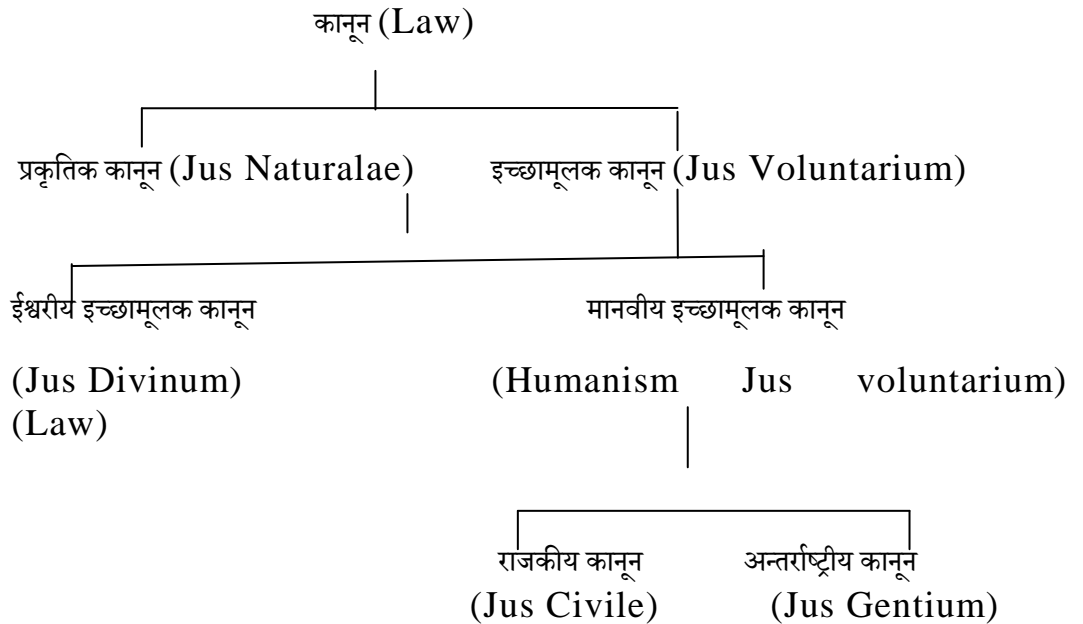 कानून (Law)
प्रकृतिक कानून (Jus Naturalae) इच्छामूलक कानून (Jus Voluntarium)
ईश्वरीय इच्छामूलक कानून मानवीय इच्छामूलक कानून
(Jus Divinum) (Humanism Jus voluntarium)
(Law)
राजकीय कानून अन्तर्राष्ट्रीय कानून
(Jus Civile) (Jus Gentium)